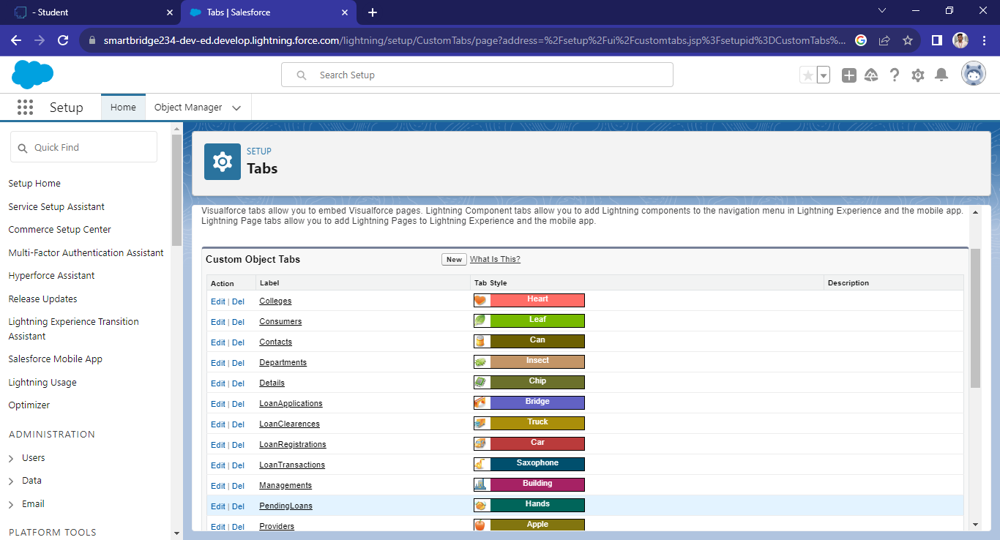 - Student
Tabs | Salesforce
smartbridge234-dev-ed.develop.lightning.force.com/lightning/setup/CustomTabs/page?address=%2Fsetup%2Fui%2Fcustomtabs.jsp%3Fsetupid%3DCustomTabs%...
Search Setup
Setup
Home
Object Manager
Quick Find
Setup Home
Service Setup Assistant
Commerce Setup Center
Multi-Factor Authentication Assistant
Hyperforce Assistant
Release Updates
Lightning Experience Transition
Assistant
Salesforce Mobile App
Lightning Usage
Optimizer
ADMINISTRATION
Users
Data
Email
PLATFORM TOOLS
SETUP
Tabs
Visualforce tabs allow you to embed Visualforce pages. Lightning Component tabs allow you to add Lightning components to the navigation menu in Lightning Experience and the mobile app.
Lightning Page tabs allow you to add Lightning Pages to Lightning Experience and the mobile app.
Custom Object Tabs New What Is This?
Action Label Tab Style Description
Edit | Del Colleges Heart
Edit | Del Consumers Leaf
Edit | Del Contacts Can
Edit | Del Departments Insect
Edit | Del Details Chip
Edit | Del LoanApplications Bridge
Edit | Del LoanClearences Truck
Edit | Del LoanRegistrations Car
Edit | Del LoanTransactions Saxophone
Edit | Del Managements Building
Edit | Del PendingLoans Hands
Edit | Del Providers Apple